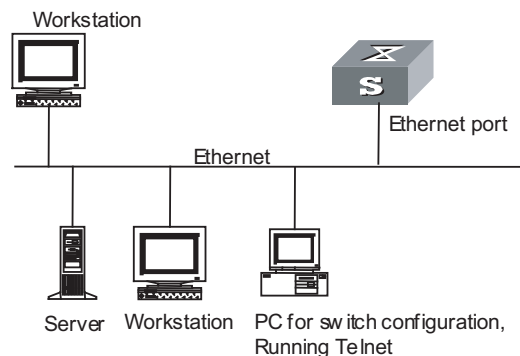 Workstation
S
Ethernet port
Ethernet
Server
Workstation
PC for switch configuration,
Running Telnet